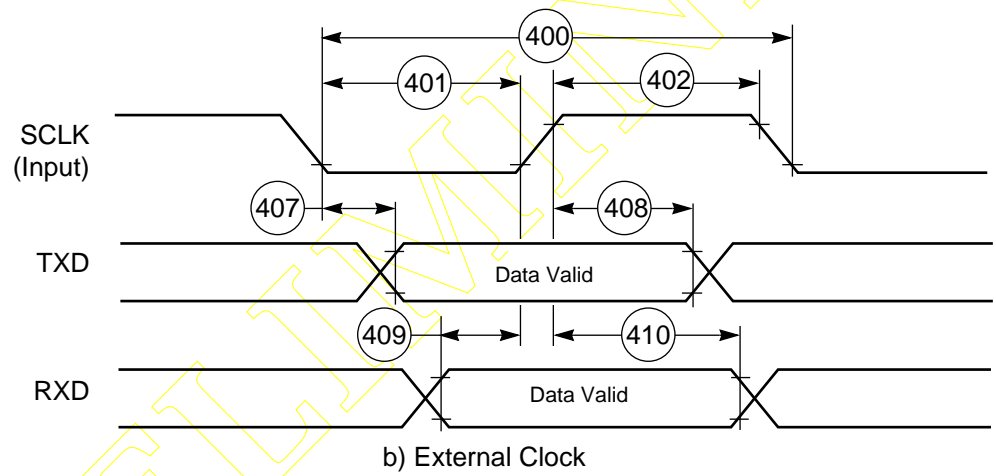 400
401
402
SCLK
(Input)
407
408
TXD
Data Valid
409
410
RXD
Data Valid
b) External Clock